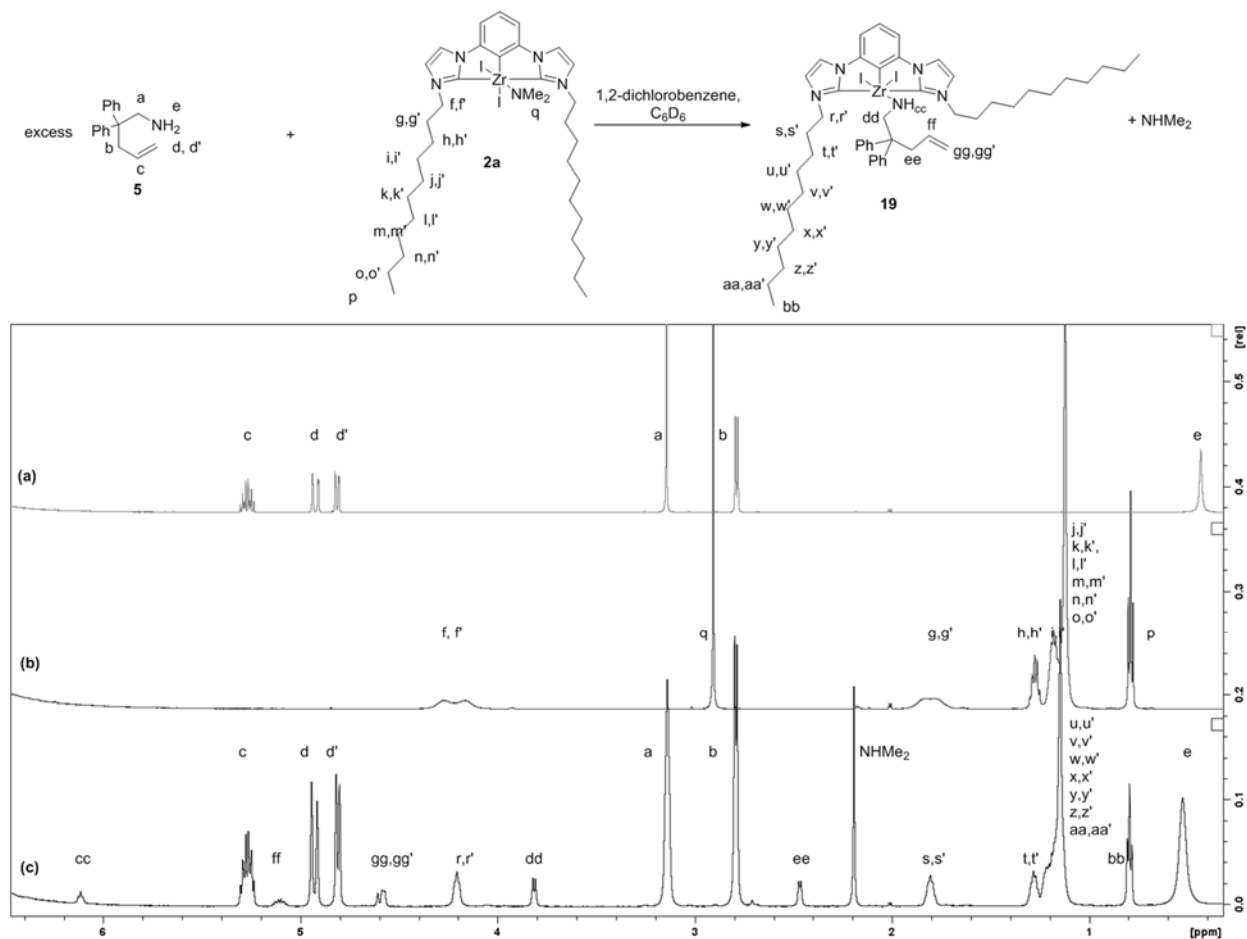 Ph
a
e
Ph
NH2
b
d, d'
c
5
excess
+
N
N
N
N
I
Zr
I
NMe2
q
f,f'
g,g'
h,h'
i,i'
j,j'
k,k'
l,l'
m,m'
n,n'
o,o'
p
2a
1,2-dichlorobenzene,
C6D6
N
N
N
N
I
I
Zr
NHcc
r,r'
dd
ff
s,s'
Ph
Ph
ee
gg,gg'
t,t'
u,u'
v,v'
w,w'
x,x'
y,y'
z,z'
aa,aa'
bb
19
+ NHMe2
[rel]
0.5
0.4
0.3
0.2
0.1
0.0
(a)
c
d
d'
a
b
e
(b)
f, f'
q
g,g'
h,h'
j,j'
k,k',
l,l'
m,m'
n,n'
o,o'
p
(c)
cc
c
ff
d
d'
gg,gg'
r,r'
dd
a
b
ee
NHMe2
s,s'
t,t'
u,u'
v,v'
w,w'
x,x'
y,y'
z,z'
aa,aa'
bb
e
6
5
4
3
2
1
[ppm]